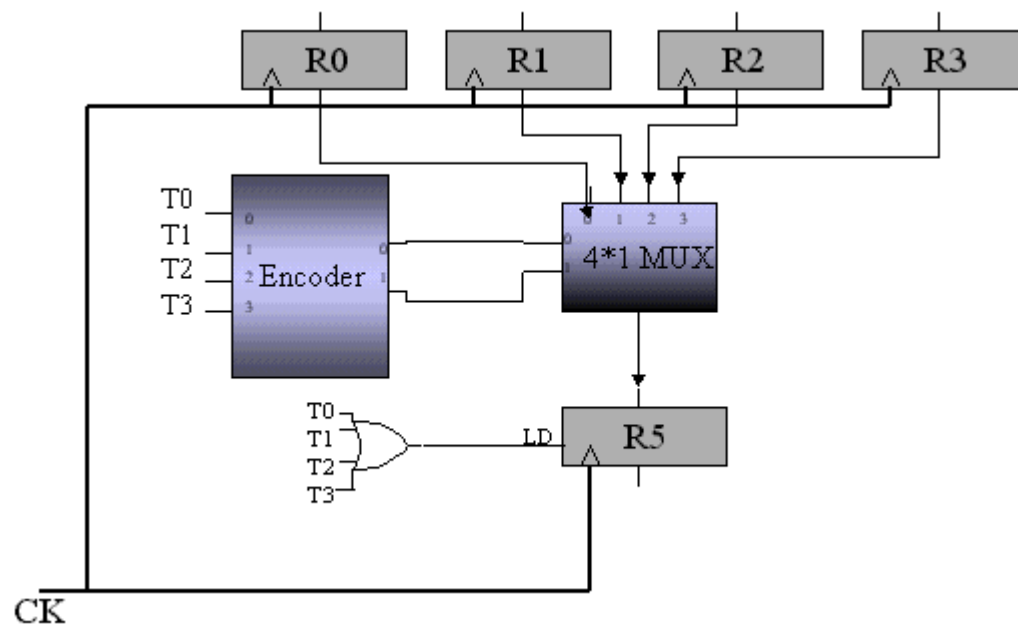 R0 R1 R2 R3
T0
T1
T2
T3
0
1
2
3
Encoder
0
1
0 1 2 3
0
1
4*1 MUX
T0
T1
T2
T3
LD
R5
CK